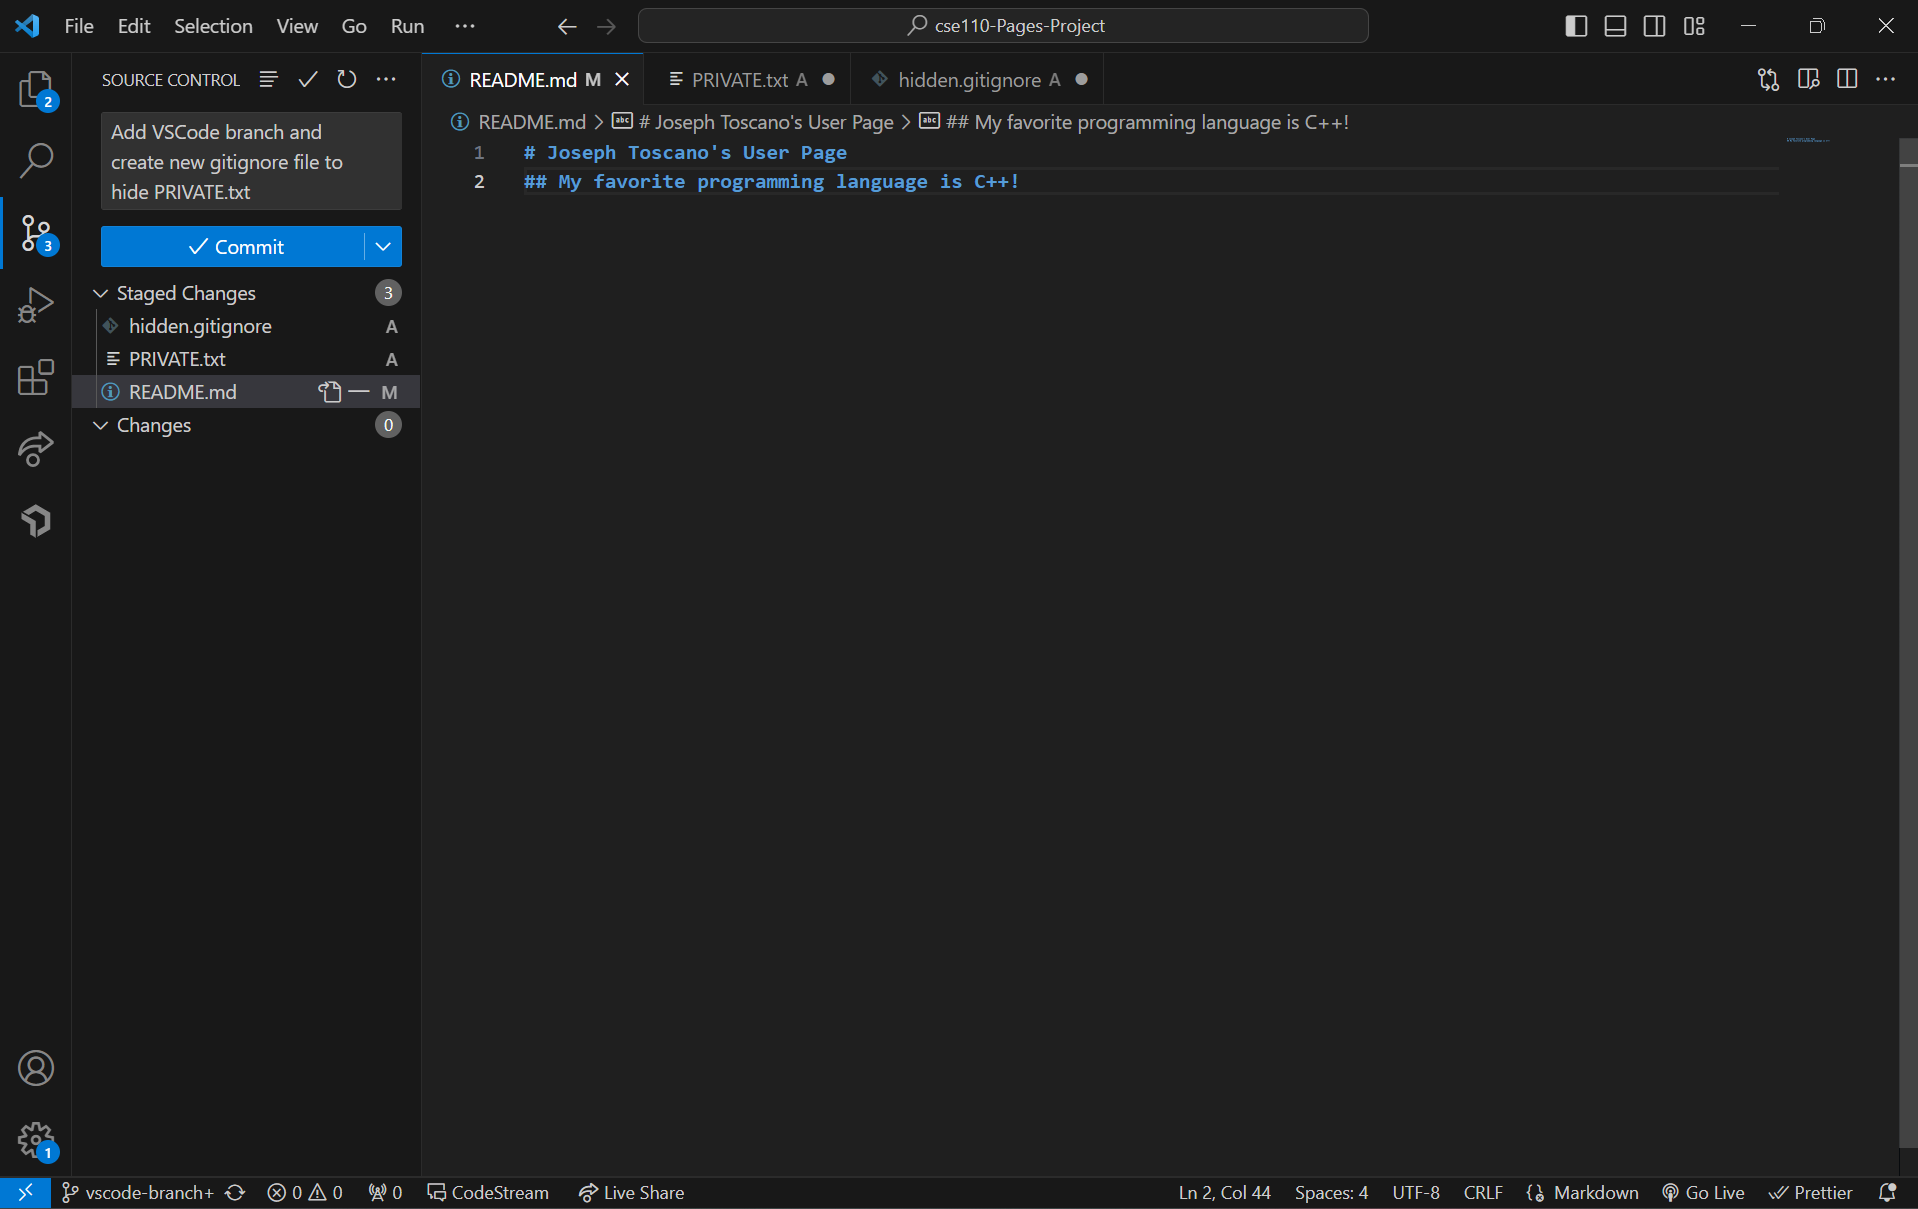 File Edit Selection View Go Run
cse110-Pages-Project
2
3
1
SOURCE CONTROL
Add VSCode branch and
create new gitignore file to
hide PRIVATE.txt
Commit
Staged Changes 3
hidden.gitignore A
PRIVATE.txt A
README.md M
Changes 0
README.md M PRIVATE.txt A hidden.gitignore A
README.md > abc # Joseph Toscano's User Page > abc ## My favorite programming language is C++!
1 # Joseph Toscano's User Page
2 ## My favorite programming language is C++!
vscode-branch+ 0 0 0 CodeStream Live Share Ln 2, Col 44 Spaces: 4 UTF-8 CRLF Markdown Go Live Prettier